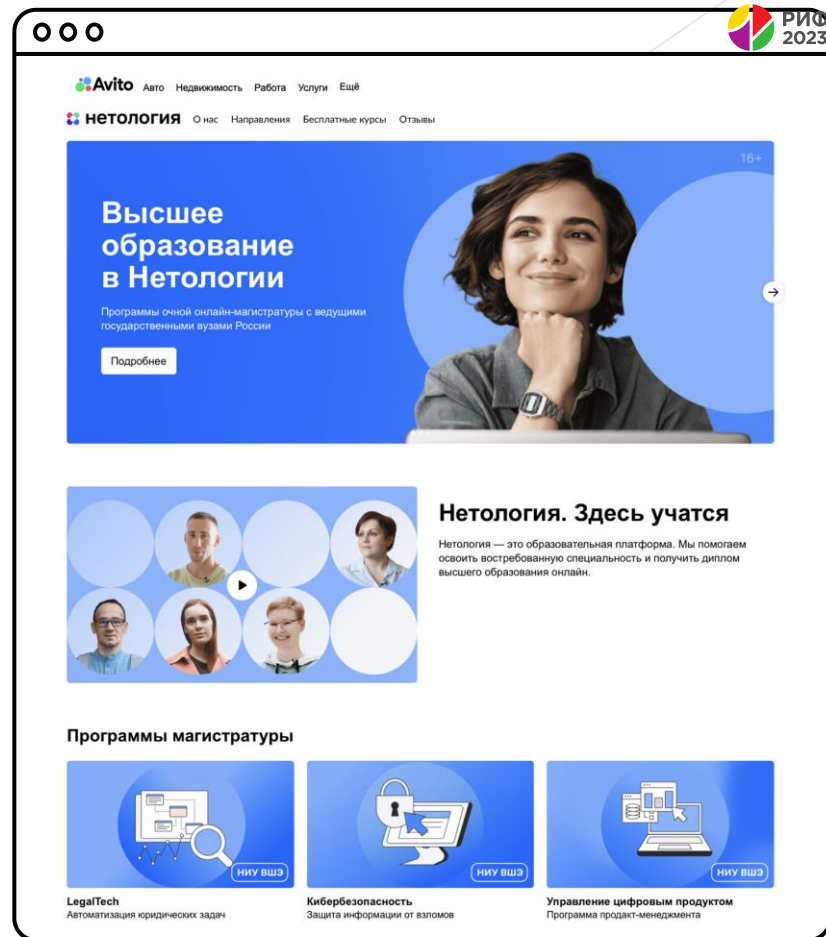 РИФ
2023
Avito Авто Недвижимость Работа Услуги Ещё
нетология О нас Направления Бесплатные курсы Отзывы
16+
Высшее
образование
в Нетологии
Программы очной онлайн-магистратуры с ведущими
государственными вузами России
Подробнее
Нетология. Здесь учатся
Нетология — это образовательная платформа. Мы помогаем
освоить востребованную специальность и получить диплом
высшего образования онлайн.
Программы магистратуры
НИУ ВШЭ НИУ ВШЭ НИУ ВШЭ
LegalTech Кибербезопасность Управление цифровым продуктом
Автоматизация юридических задач Защита информации от взломов Программа продакт-менеджмента